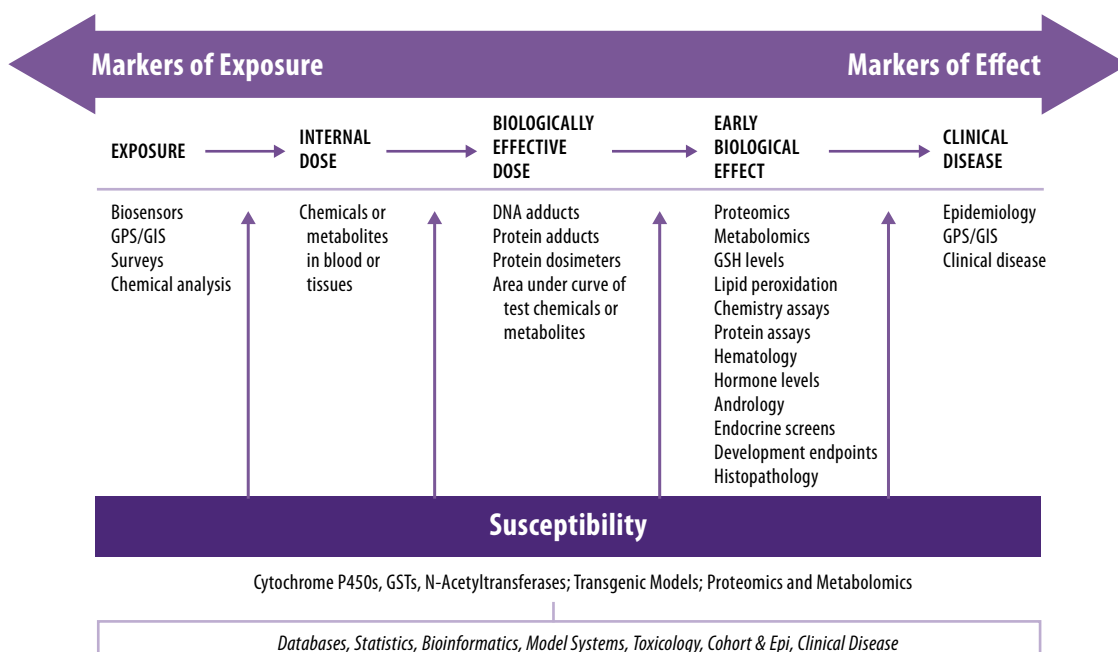 Markers of Exposure
Markers of Effect
EXPOSURE
INTERNAL
DOSE
BIOLOGICALLY
EFFECTIVE
DOSE
EARLY
BIOLOGICAL
EFFECT
CLINICAL
DISEASE
Biosensors
GPS/GIS
Surveys
Chemical analysis
Chemicals or
metabolites
in blood or
tissues
DNA adducts
Protein adducts
Protein dosimeters
Area under curve of
test chemicals or
metabolites
Proteomics
Metabolomics
GSH levels
Lipid peroxidation
Chemistry assays
Protein assays
Hematology
Hormone levels
Andrology
Endocrine screens
Development endpoints
Histopathology
Epidemiology
GPS/GIS
Clinical disease
Susceptibility
Cytochrome P450s, GSTs, N-Acetyltransferases; Transgenic Models; Proteomics and Metabolomics
Databases, Statistics, Bioinformatics, Model Systems, Toxicology, Cohort & Epi, Clinical Disease